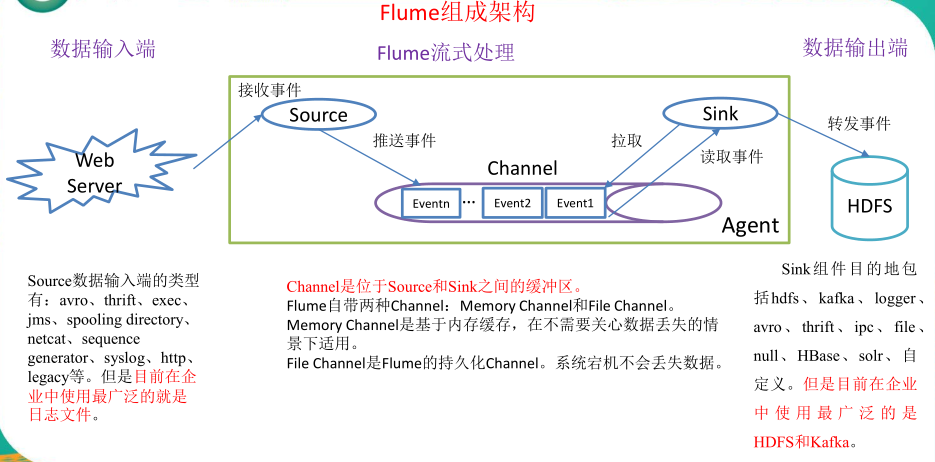 Flume组成架构
数据输入端
Flume流式处理
数据输出端
接收事件
Source
Sink
推送事件
拉取
转发事件
读取事件
Web
Server
Channel
Eventn
...
Event2
Event1
HDFS
Agent
Source数据输入端的类型
有：avro、thrift、exec、
jms、spooling directory、
netcat、sequence
generator、syslog、http、
legacy等。但是目前在企
业中使用最广泛的就是
日志文件。
Channel是位于Source和Sink之间的缓冲区。
Flume自带两种Channel：Memory Channel和File Channel。
Memory Channel是基于内存缓存，在不需要关心数据丢失的情
景下适用。
File Channel是Flume的持久化Channel。系统宕机不会丢失数据。
Sink组件目的地包
括hdfs、kafka、logger、
avro、thrift、ipc、file、
null、HBase、solr、自
定义。但是目前在企业
中使用最广泛的是
HDFS和Kafka。